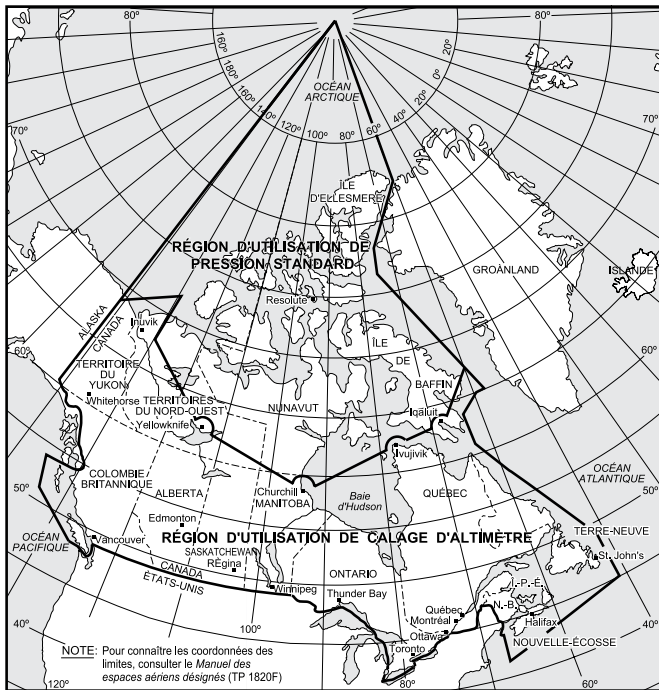 80°
160°
180°
160°
160°
140°
120°
100°
80°
60°
40°
20°
0°
20°
80°
70°
70°
OCÉAN
ARCTIQUE
ÎLE
D'ELLESMERE
RÉGION D'UTILISATION DE
PRESSION STANDARD
GROÀNLAND
ISLANDE
Resolute
ALASKA
CANADA
Inuvik
60°
60°
TERRITOIRE
DU
YUKON
Whitehorse
TERRITOIRES
DU NORD-OUEST
Yellowknife
NUNAVUT
ÎLE
DE
BAFFIN
Iqaluit
Ivujivik
COLOMBIE
BRITANNIQUE
ALBERTA
Churchill
MANITOBA
Baie
d'Hudson
QUÉBEC
OCÉAN
ATLANTIQUE
50°
50°
Edmonton
RÉGION D'UTILISATION DE CALAGE D'ALTIMÈTRE
TERRE-NEUVE
OCÉAN
PACIFIQUE
Vancouver
SASKATCHEWAN
RÉgina
CANADA
ÉTATS-UNIS
Winnipeg
ONTARIO
Thunder Bay
St. John's
Î.-P.-É.
N.-B.
Québec
Montréal
Ottawa
Toronto
Halifax
NOUVELLE-ÉCOSSE
40°
40°
100°
NOTE: Pour connaître les coordonnées des
limites, consulter le Manuel des
espaces aériens désignés (TP 1820F)
120°
80°
60°